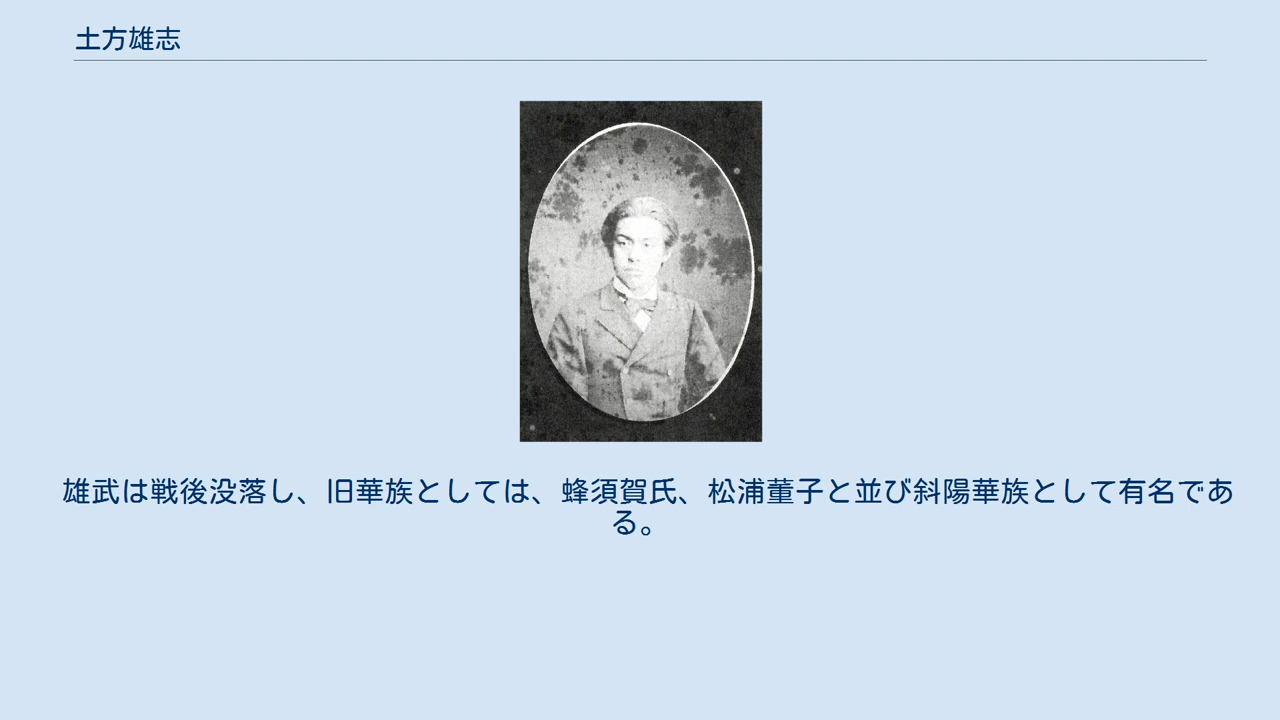 土方雄志
雄武は戦後没落し、旧華族としては、蜂須賀氏、松浦董子と並び斜陽華族として有名であ
る。